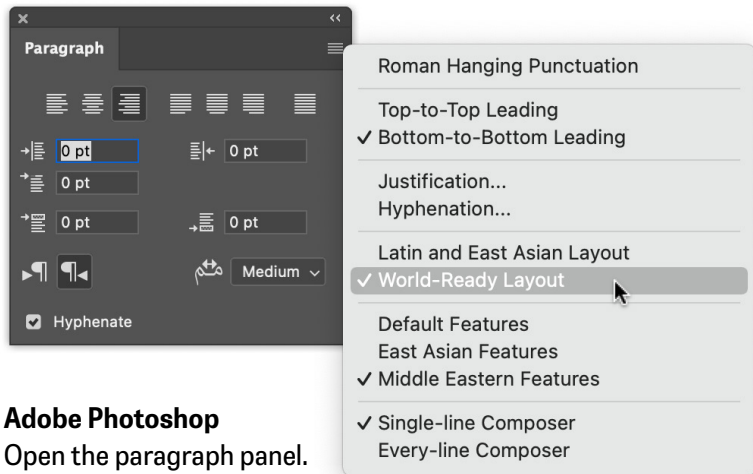 Paragraph
0 pt
0 pt
0 pt
0 pt
0 pt
Medium
Hyphenate
Roman Hanging Punctuation
Top-to-Top Leading
Bottom-to-Bottom Leading
Justification...
Hyphenation...
Latin and East Asian Layout
World-Ready Layout
Default Features
East Asian Features
Middle Eastern Features
Single-line Composer
Every-line Composer
Adobe Photoshop
Open the paragraph panel.